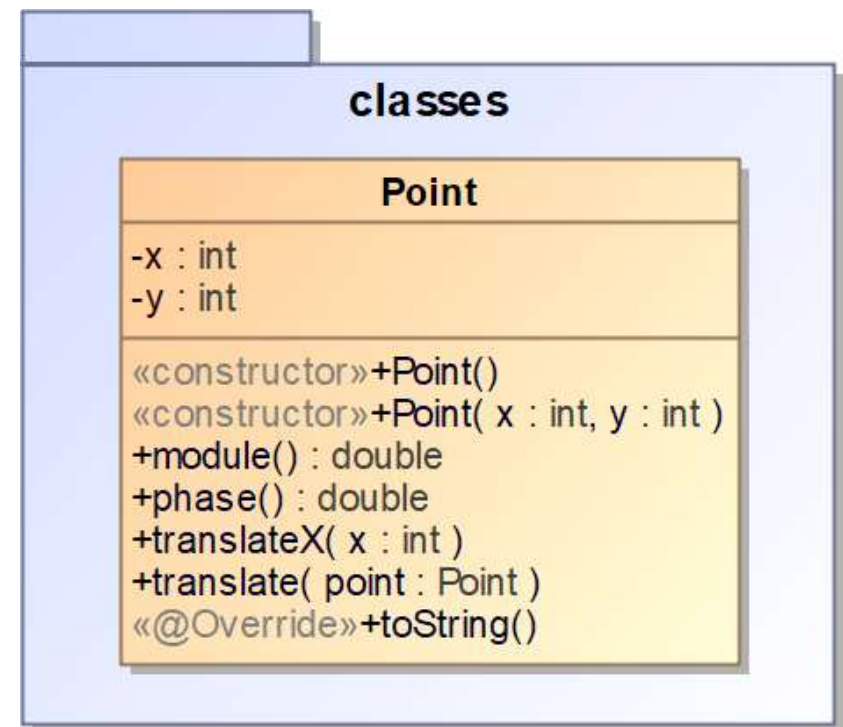 classes
Point
-x : int
-y : int
«constructor»+Point()
«constructor»+Point( x : int, y : int )
+module() : double
+phase() : double
+translateX( x : int )
+translate( point : Point )
«@Override»+toString()